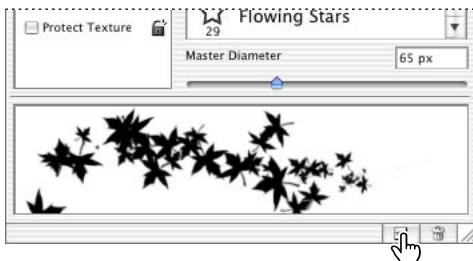 Flowing Stars
Protect Texture
29
Master Diameter
65 px